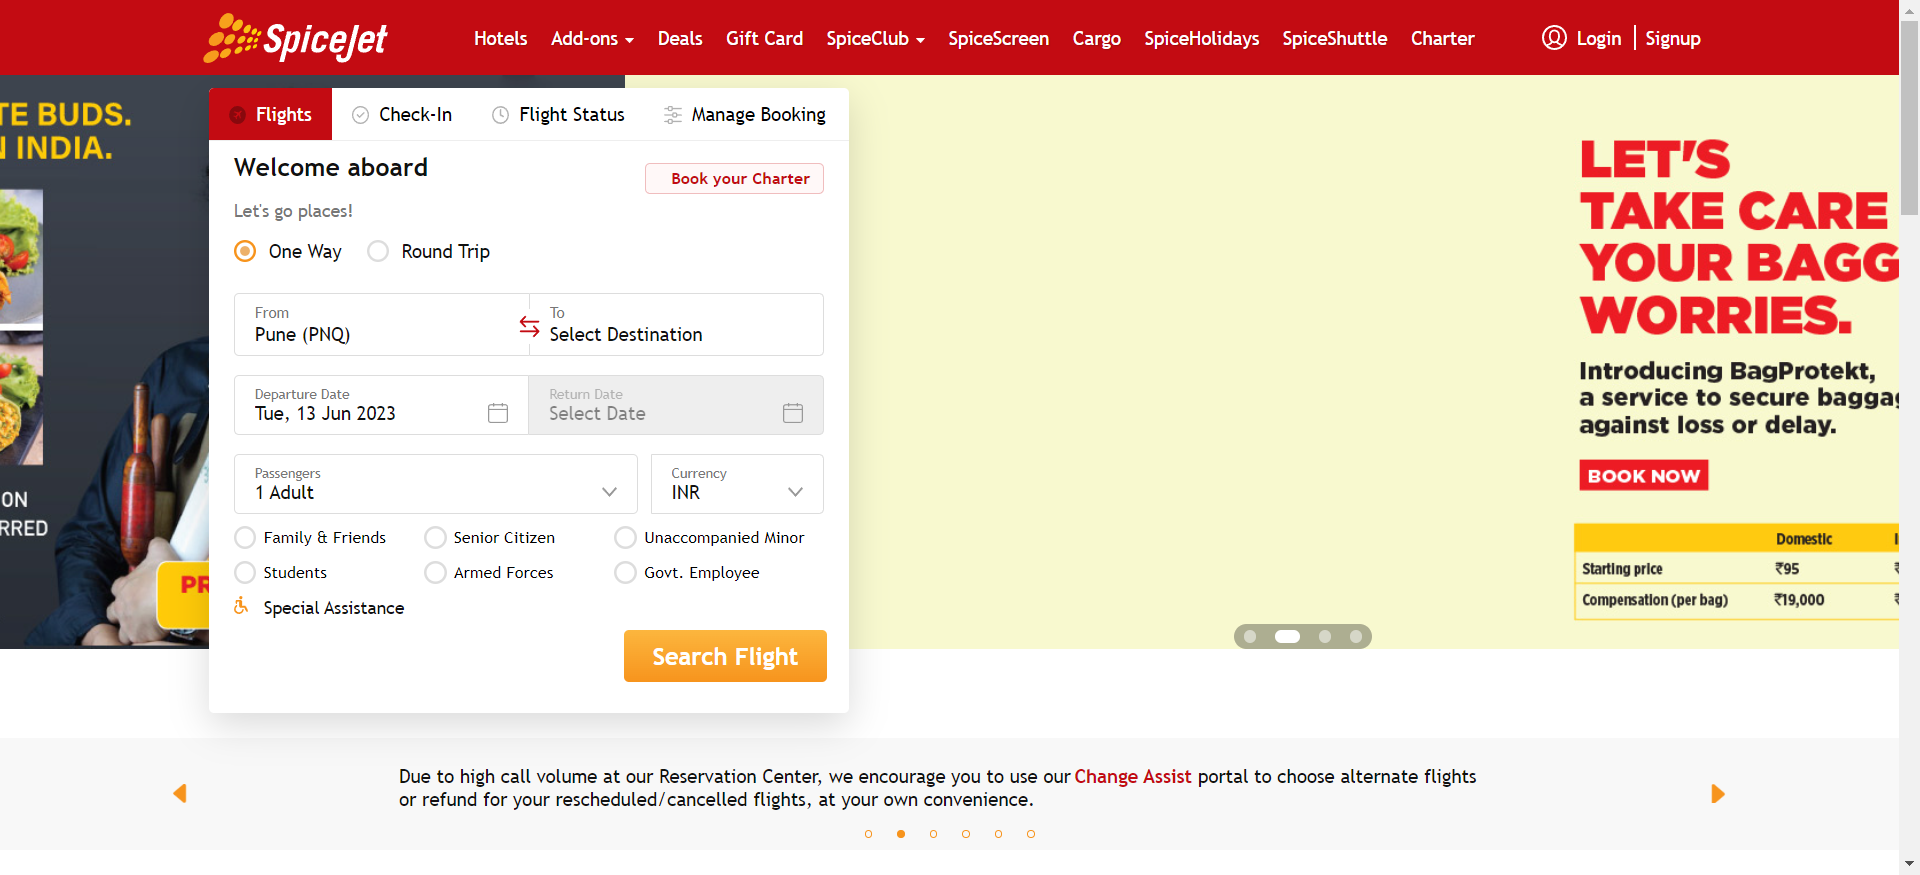 SpiceJet
Hotels Add-ons Deals Gift Card SpiceClub SpiceScreen Cargo SpiceHolidays SpiceShuttle Charter Login Signup
TE BUDS.
INDIA.
ON
RRED
PR
Flights Check-In Flight Status Manage Booking
Welcome aboard
Book your Charter
Let's go places!
One Way Round Trip
From To
Pune (PNQ) Select Destination
Departure Date Return Date
Tue, 13 Jun 2023 Select Date
Passengers Currency
1 Adult INR
Family & Friends Senior Citizen Unaccompanied Minor
Students Armed Forces Govt. Employee
Special Assistance
Search Flight
LET'S
TAKE CARE
YOUR BAGG
WORRIES.
Introducing BagProtekt,
a service to secure baggag
against loss or delay.
BOOK NOW
Domestic
Starting price ₹95 ₹
Compensation (per bag) ₹19,000 ₹
Due to high call volume at our Reservation Center, we encourage you to use our Change Assist portal to choose alternate flights
or refund for your rescheduled/cancelled flights, at your own convenience.